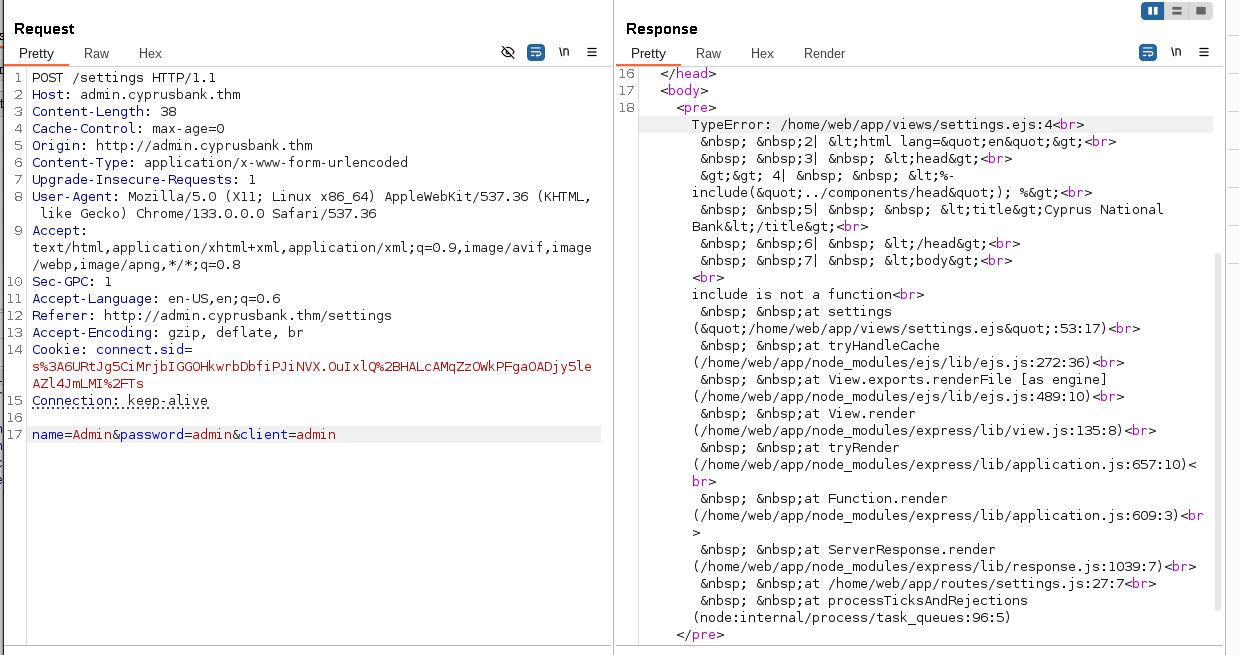 Request
Pretty Raw Hex
\n
1 POST /settings HTTP/1.1
2 Host: admin.cyprusbank.thm
3 Content-Length: 38
4 Cache-Control: max-age=0
5 Origin: http://admin.cyprusbank.thm
6 Content-Type: application/x-www-form-urlencoded
7 Upgrade-Insecure-Requests: 1
8 User-Agent: Mozilla/5.0 (X11; Linux x86_64) AppleWebKit/537.36 (KHTML,
like Gecko) Chrome/133.0.0.0 Safari/537.36
9 Accept:
text/html,application/xhtml+xml,application/xml;q=0.9,image/avif,image
/webp,image/apng,*/*;q=0.8
10 Sec-GPC: 1
11 Accept-Language: en-US,en;q=0.6
12 Referer: http://admin.cyprusbank.thm/settings
13 Accept-Encoding: gzip, deflate, br
14 Cookie: connect.sid=
s%3A6URtJg5CiMrjbIGGOHkwrbDbfiPJiNVX.OuIxlQ%2BHALcAMqZzOWkPFgaOADjy5le
AZl4JmLMI%2FTs
15 Connection: keep-alive
16
17 name=Admin&password=admin&client=admin
Response
Pretty Raw Hex Render
\n
16 </head>
17 <body>
18 <pre>
TypeError: /home/web/app/views/settings.ejs:4<br>
&nbsp; &nbsp;2| &lt;html lang=&quot;en&quot;&gt;<br>
&nbsp; &nbsp;3| &nbsp; &lt;head&gt;<br>
&gt;&gt; 4| &nbsp; &nbsp; &lt;%-
include(&quot;../components/head&quot;); %&gt;<br>
&nbsp; &nbsp;5| &nbsp; &nbsp; &lt;title&gt;Cyprus National
Bank&lt;/title&gt;<br>
&nbsp; &nbsp;6| &nbsp; &lt;/head&gt;<br>
&nbsp; &nbsp;7| &nbsp; &lt;body&gt;<br>
<br>
include is not a function<br>
&nbsp; &nbsp;at settings
(&quot;/home/web/app/views/settings.ejs&quot;:53:17)<br>
&nbsp; &nbsp;at tryHandleCache
(/home/web/app/node_modules/ejs/lib/ejs.js:272:36)<br>
&nbsp; &nbsp;at View.exports.renderFile [as engine]
(/home/web/app/node_modules/ejs/lib/ejs.js:489:10)<br>
&nbsp; &nbsp;at View.render
(/home/web/app/node_modules/express/lib/view.js:135:8)<br>
&nbsp; &nbsp;at tryRender
(/home/web/app/node_modules/express/lib/application.js:657:10)<
br>
&nbsp; &nbsp;at Function.render
(/home/web/app/node_modules/express/lib/application.js:609:3)<br
>
&nbsp; &nbsp;at ServerResponse.render
(/home/web/app/node_modules/express/lib/response.js:1039:7)<br>
&nbsp; &nbsp;at /home/web/app/routes/settings.js:27:7<br>
&nbsp; &nbsp;at processTicksAndRejections
(node:internal/process/task_queues:96:5)
</pre>